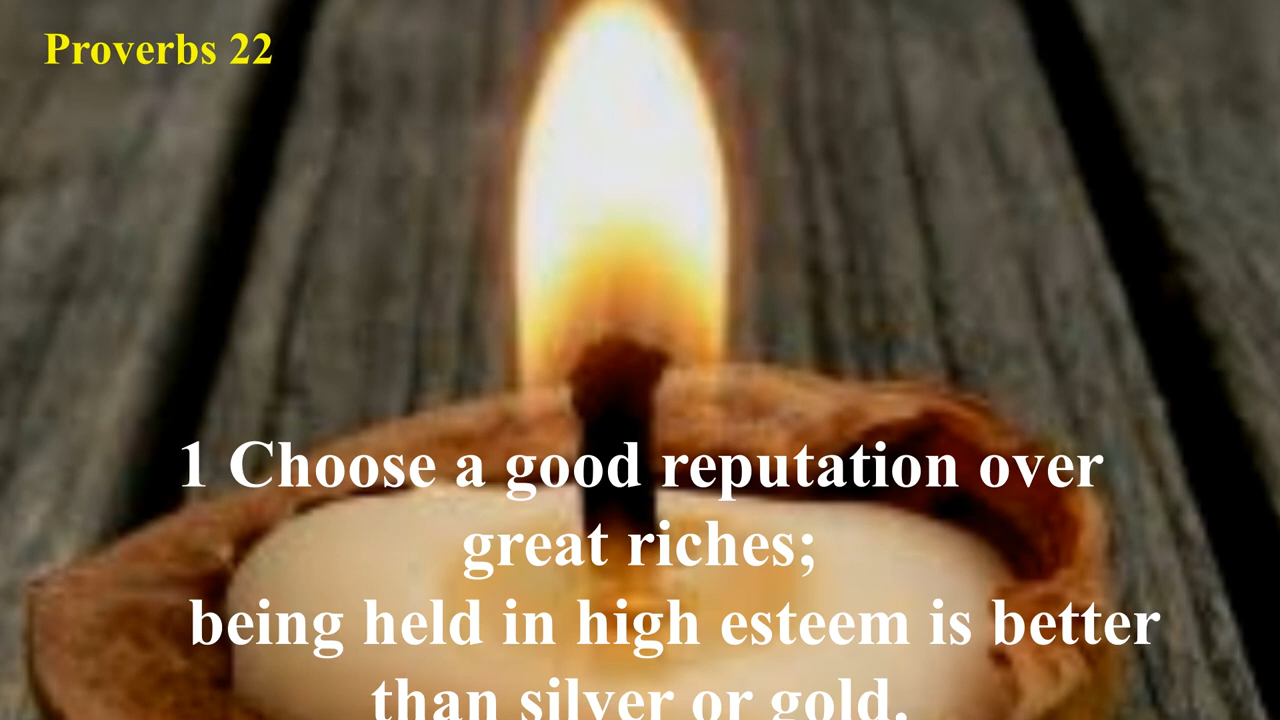 Proverbs 22
1 Choose a good reputation over
great riches;
being held in high esteem is better
than silver or gold.